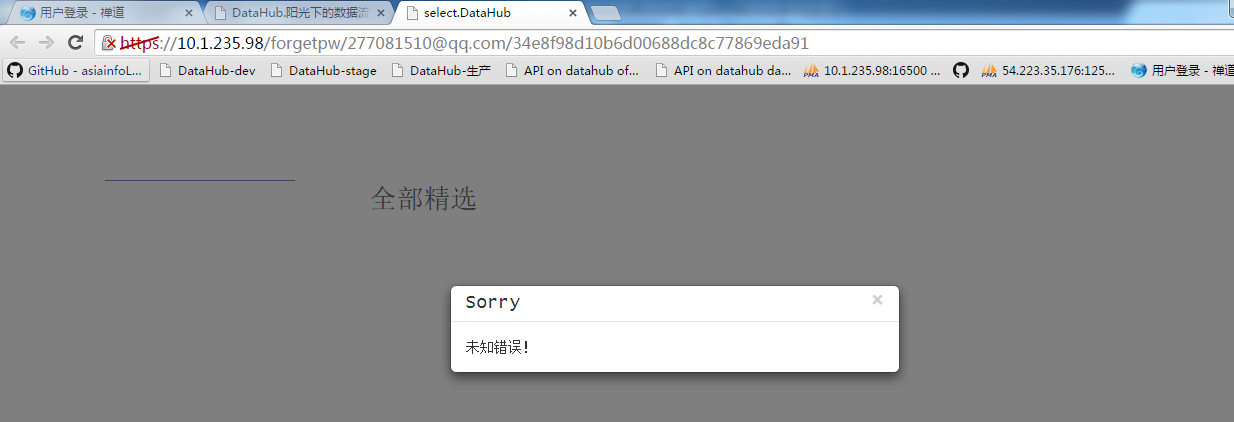 用户登录 - 禅道
DataHub.阳光下的数据流
select.DataHub
https://10.1.235.98/forgetpw/277081510@qq.com/34e8f98d10b6d00688dc8c77869eda91
GitHub - asiainfoL...
DataHub-dev
DataHub-stage
DataHub-生产
API on datahub of...
API on datahub da...
PMA
10.1.235.98:16500 ...
PMA
54.223.35.176:125...
用户登录 - 禅道
全部精选
Sorry
×
未知错误!